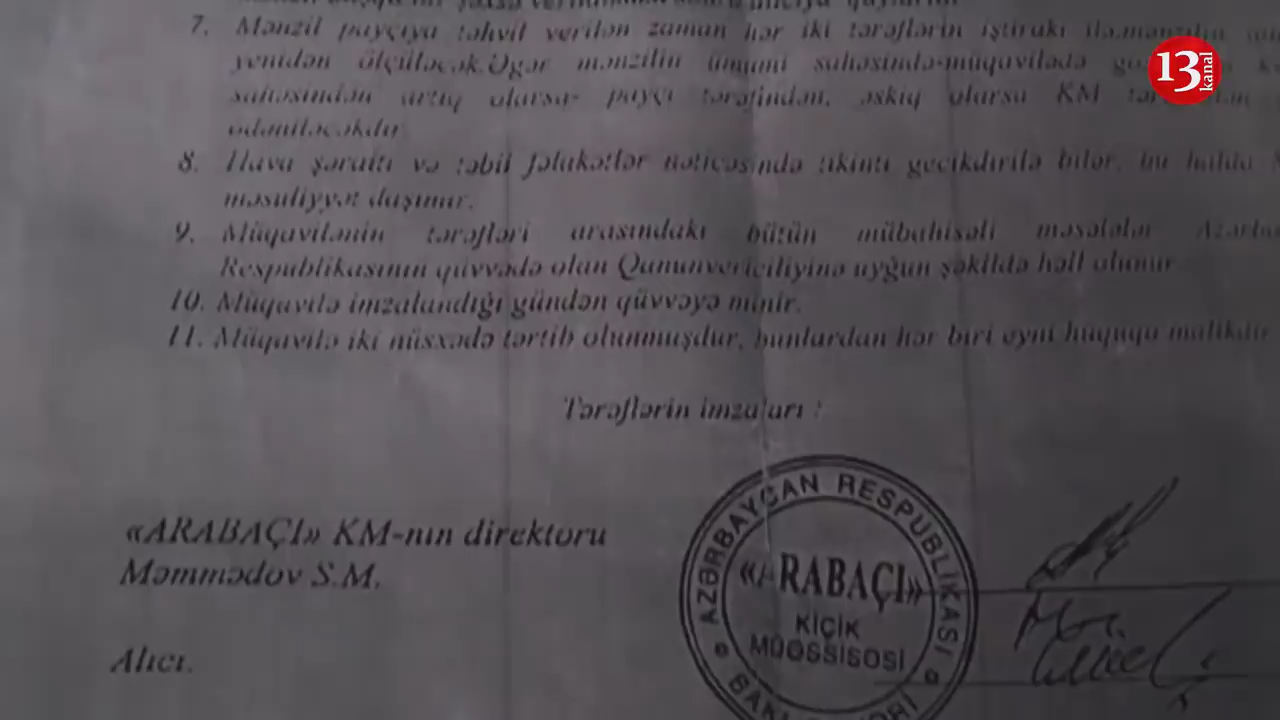 7. Mənzil payçıya təhvil verilən zaman hər iki tərəflərin iştirakı ilə mənzilin
yenidən ölçüləcək.Əgər mənzilin ümumi sahəsində-müqavilədə
sahəsindən artıq olarsa- payçı tərəfindən, əskiq olarsa KM
ödəniləcəkdir.
8. Hava şəraiti və təbii fəlakətlər nəticəsində tikinti gecikdirilə bilər, bu halda
məsuliyyət daşımır.
9. Müqavilənin tərəfləri arasındakı bütün mübahisəli məsələlər
Respublikasının qüvvədə olan Qanunvericiliyinə uyğun şəkildə həll olunur.
10. Müqavilə imzalandığı gündən qüvvəyə minir.
11. Müqavilə iki nüsxədə tərtib olunmuşdur, bunlardan hər biri eyni hüquqa malikdir.
Tərəflərin imzaları :
«ARABAÇI» KM-nın direktoru
Məmmədov S.M.
Alıcı.
AZƏRBAYCAN RESPUBLİKASI
«ARABAÇI»
KİÇİK
MÜƏSSİSƏSİ
13 kanal